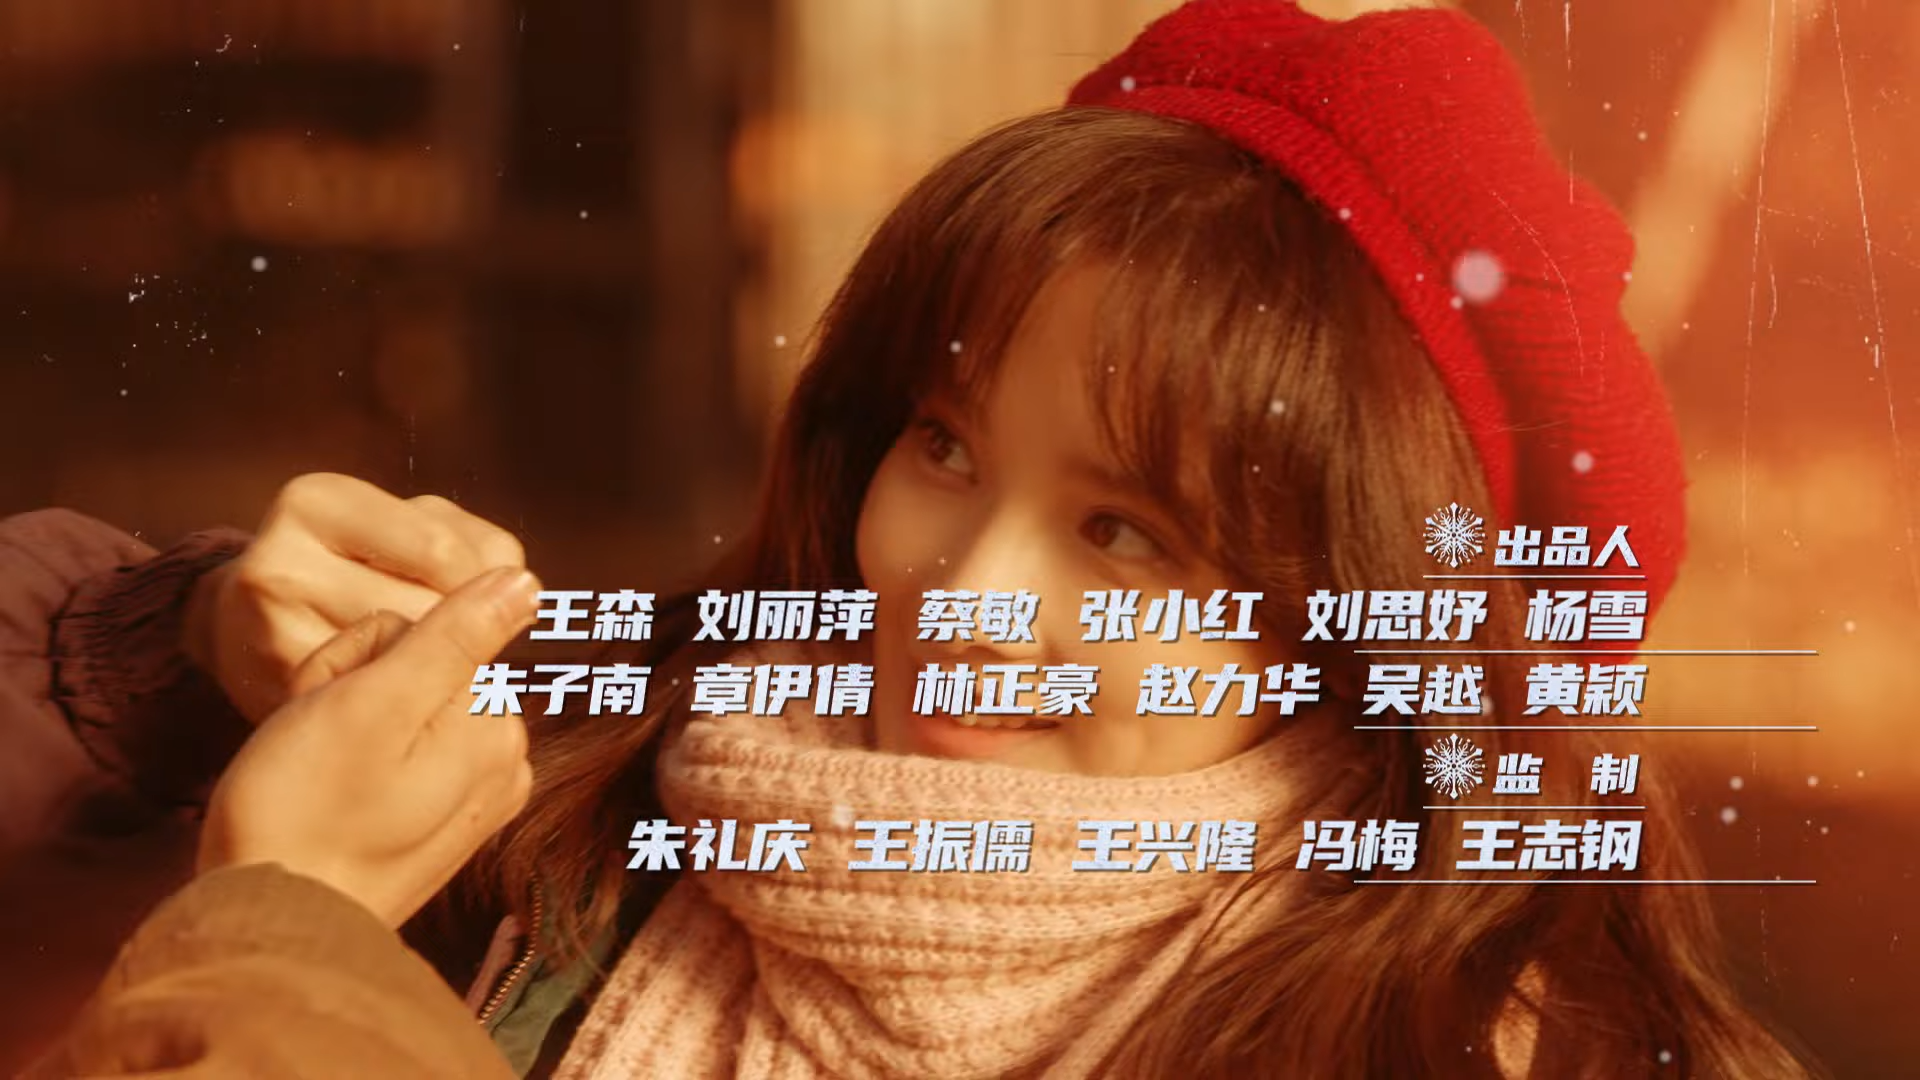 出品人
王森 刘丽萍 蔡敏 张小红 刘思妤 杨雪
朱子南 章伊倩 林正豪 赵力华 吴越 黄颖
监 制
朱礼庆 王振儒 王兴隆 冯梅 王志钢